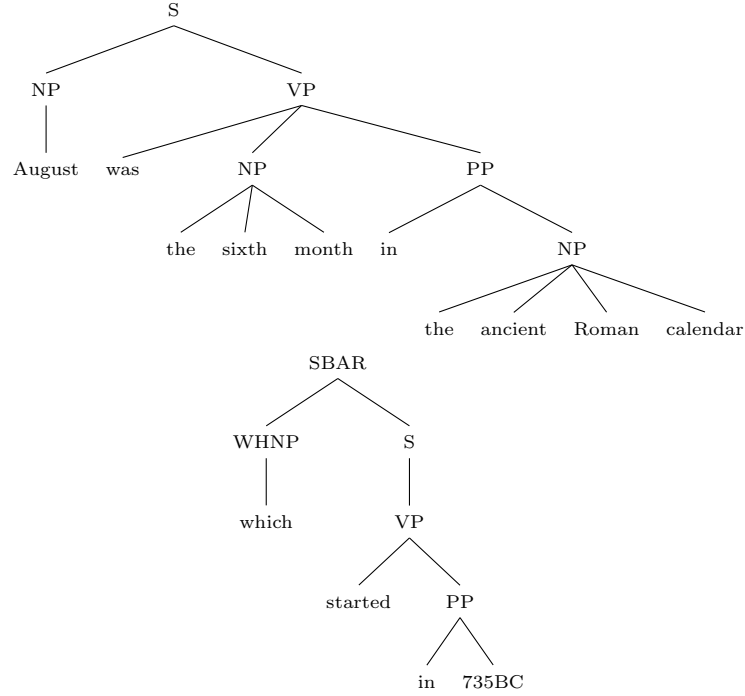 S
NP VP
August was NP PP
the sixth month in NP
the ancient Roman calendar
SBAR
WHNP S
which VP
started PP
in 735BC